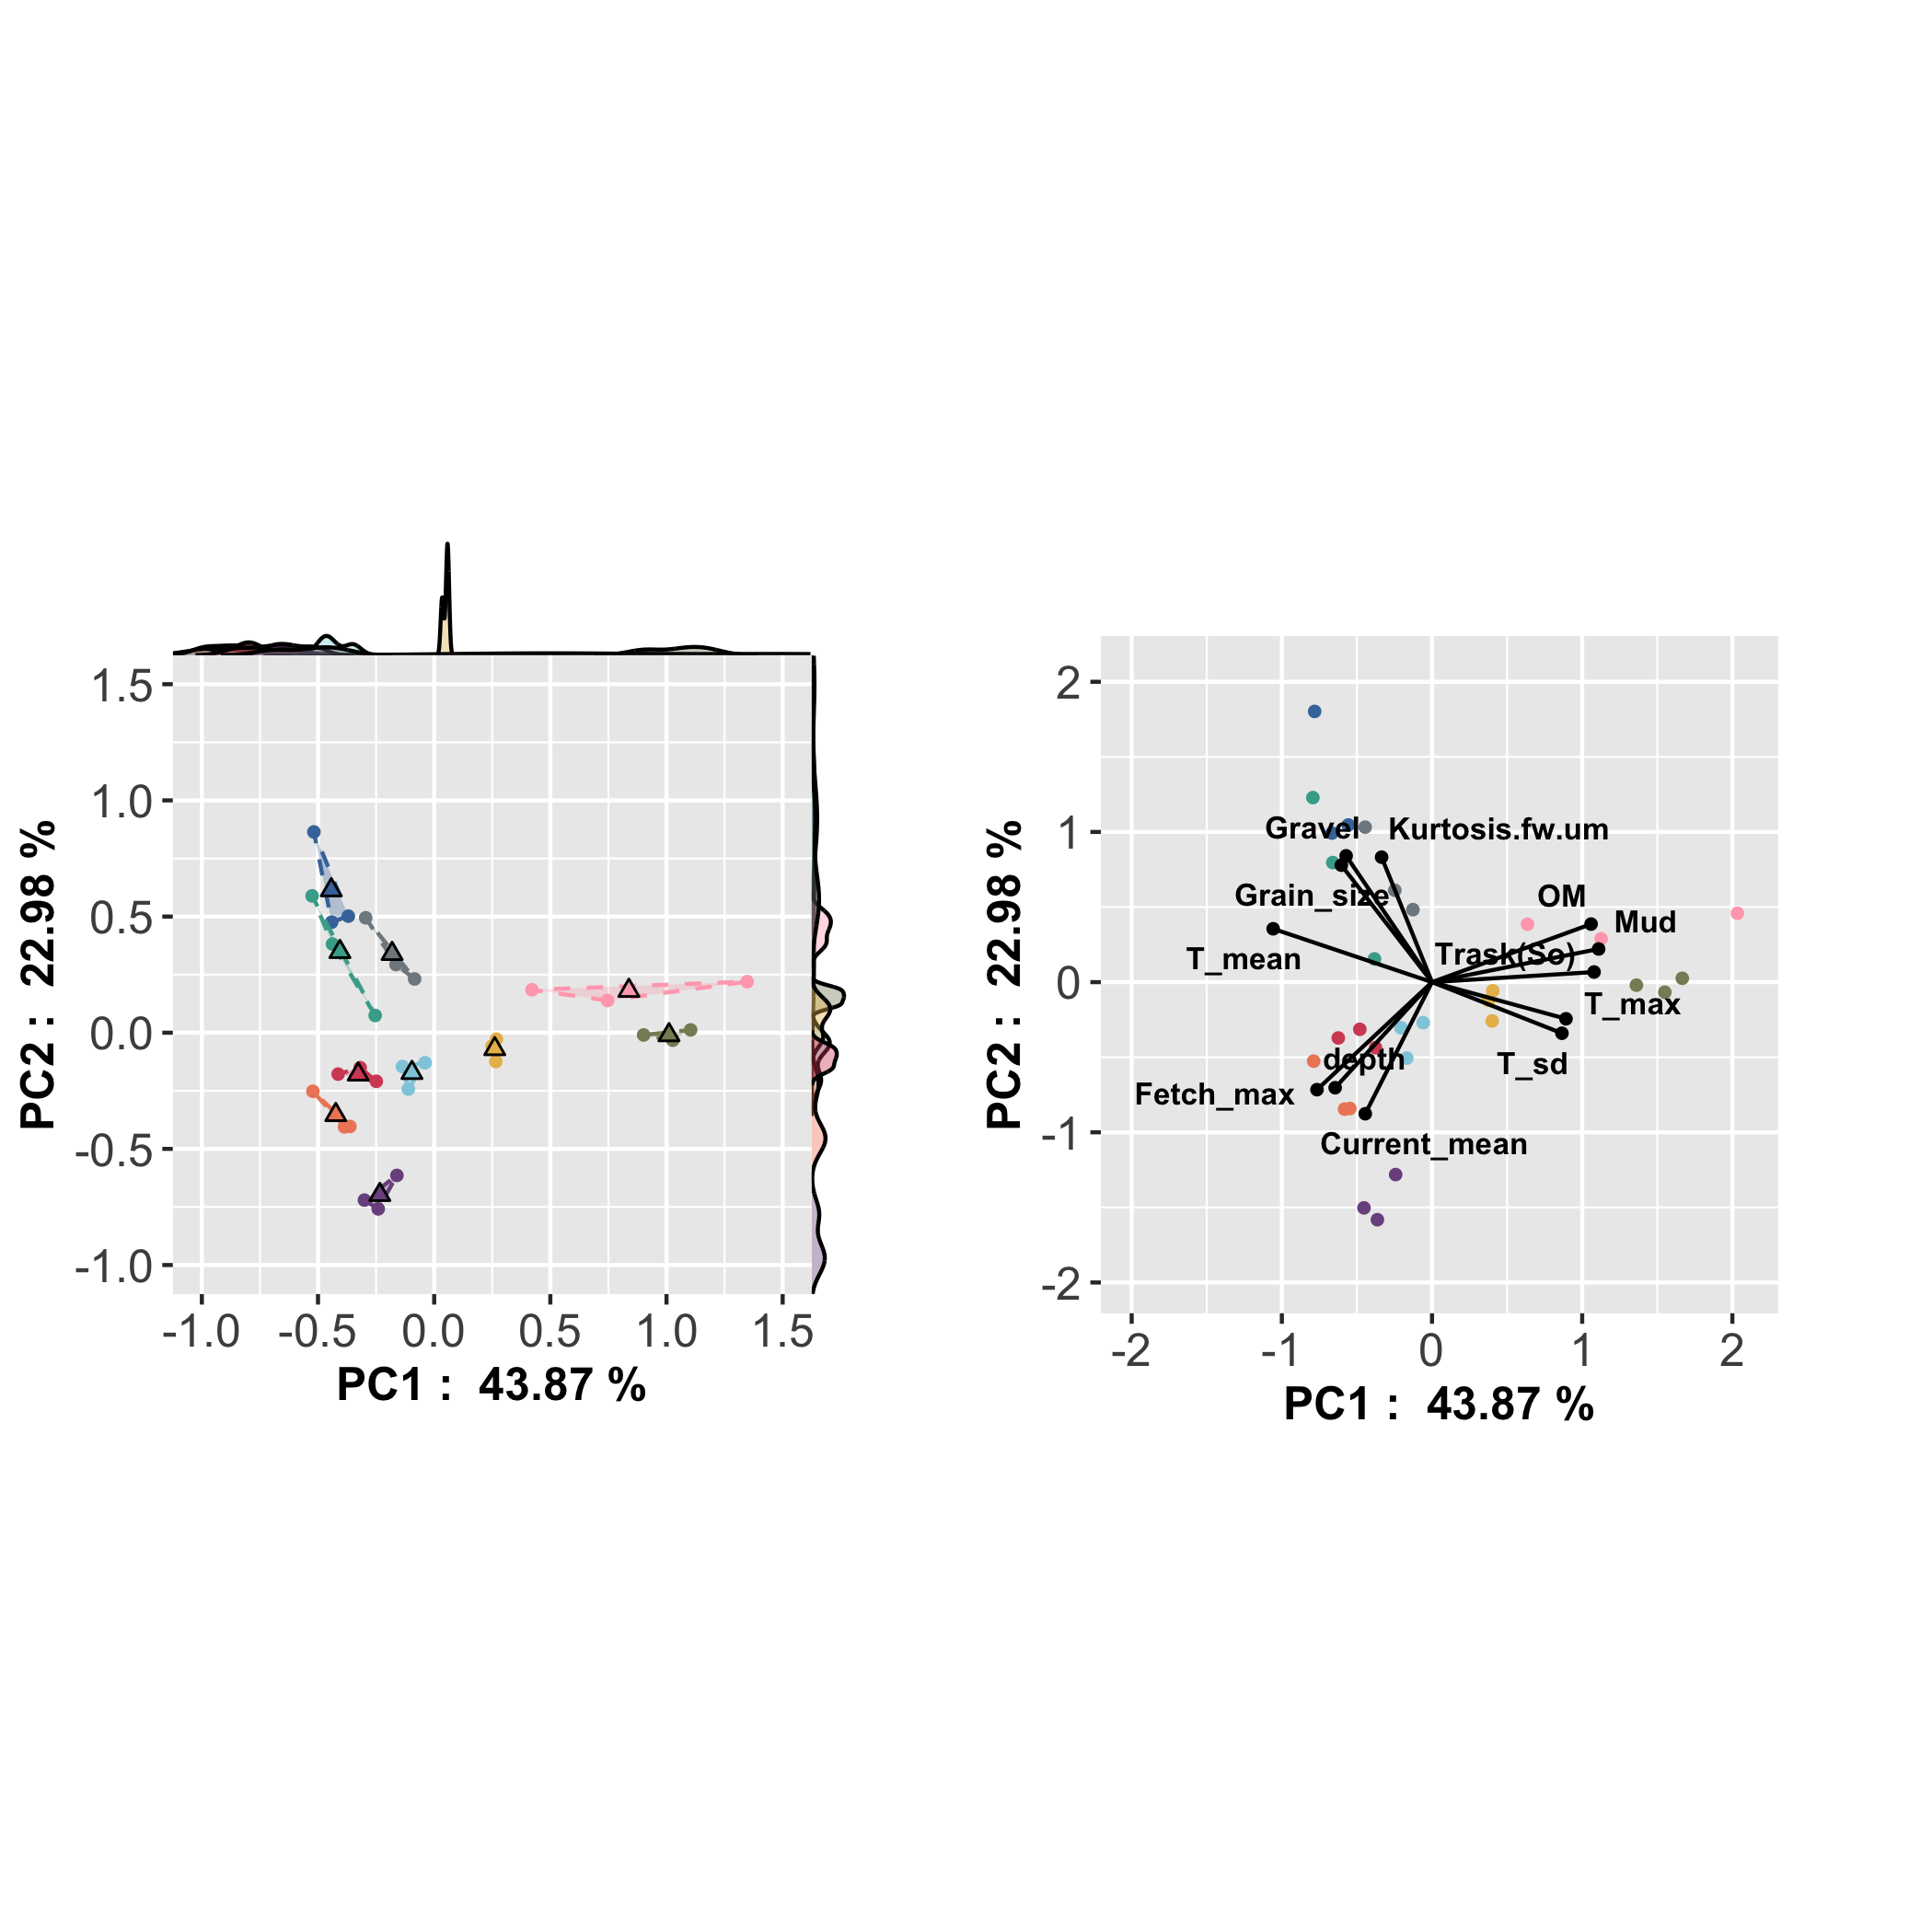 1.5
1.0
0.5
0.0
-0.5
-1.0
PC2 : 22.98 %
-1.0 -0.5 0.0 0.5 1.0 1.5
PC1 : 43.87 %
2
1
0
-1
-2
PC2 : 22.98 %
Gravel
Kurtosis.fw.um
Grain_size
OM
Mud
T_mean
Trask(So)
T_max
depth
T_sd
Fetch_max
Current_mean
-2 -1 0 1 2
PC1 : 43.87 %